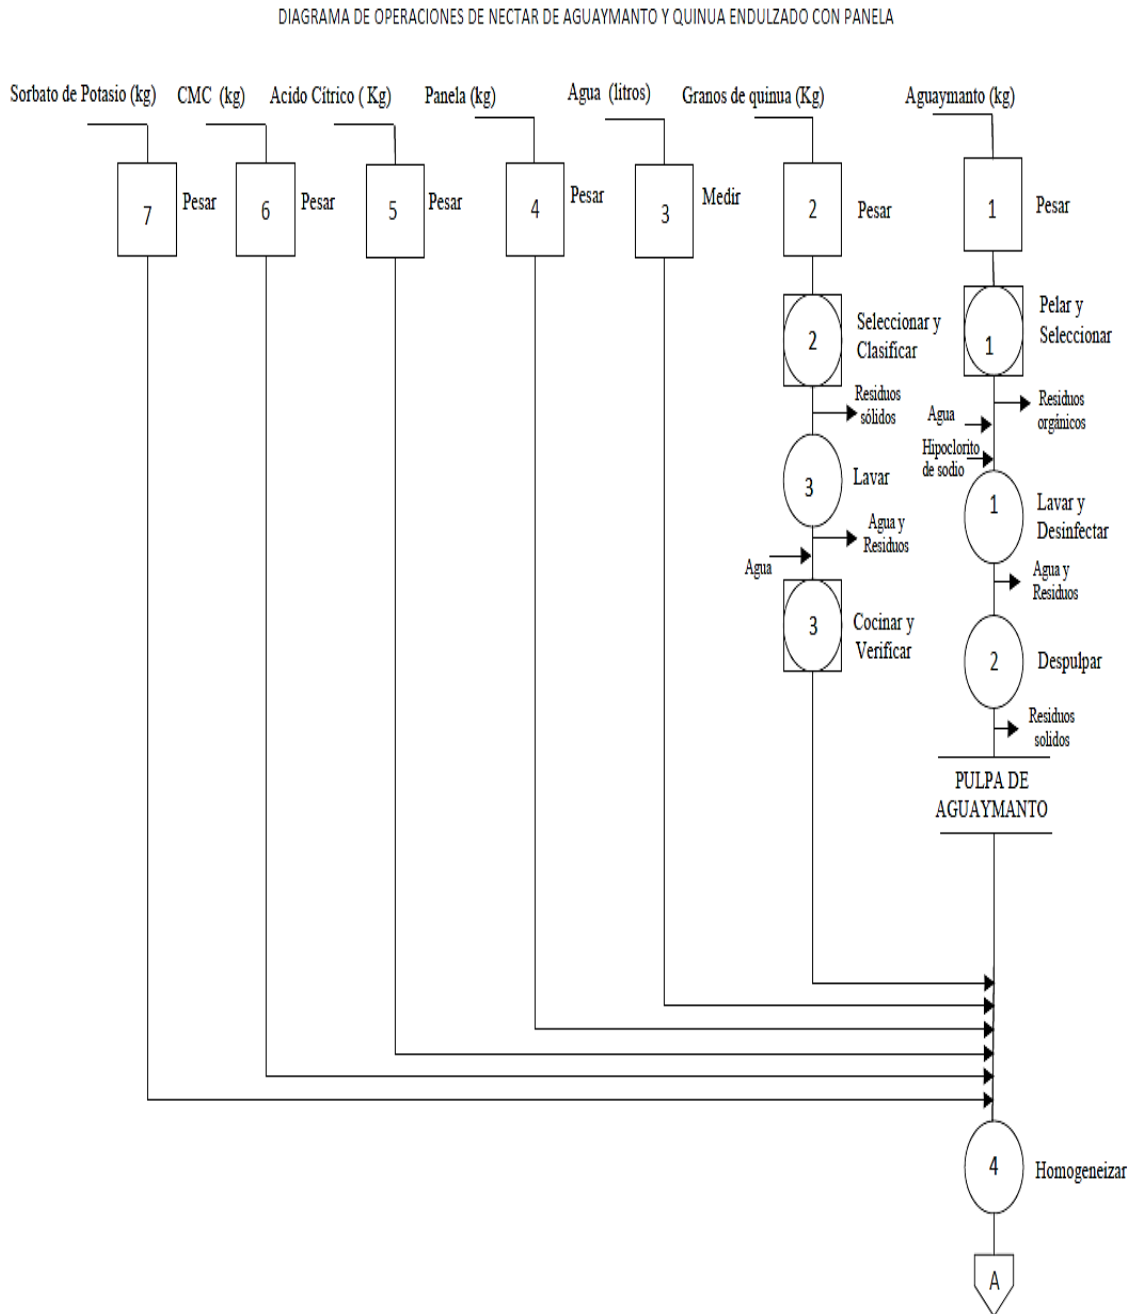 DIAGRAMA DE OPERACIONES DE NECTAR DE AGUAYMANTO Y QUINUA ENDULZADO CON PANELA
Sorbato de Potasio (kg)
CMC (kg)
Acido Cítrico ( Kg)
Panela (kg)
Agua (litros)
Granos de quinua (Kg)
Aguaymanto (kg)
7
Pesar
6
Pesar
5
Pesar
4
Pesar
3
Medir
2
Pesar
1
Pesar
2
Seleccionar y
Clasificar
Residuos
sólidos
3
Lavar
Agua y
Residuos
Agua
3
Cocinar y
Verificar
1
Pelar y
Seleccionar
Residuos
orgánicos
Agua
Hipoclorito
de sodio
1
Lavar y
Desinfectar
Agua y
Residuos
2
Despulpar
Residuos
solidos
PULPA DE
AGUAYMANTO
4
Homogeneizar
A